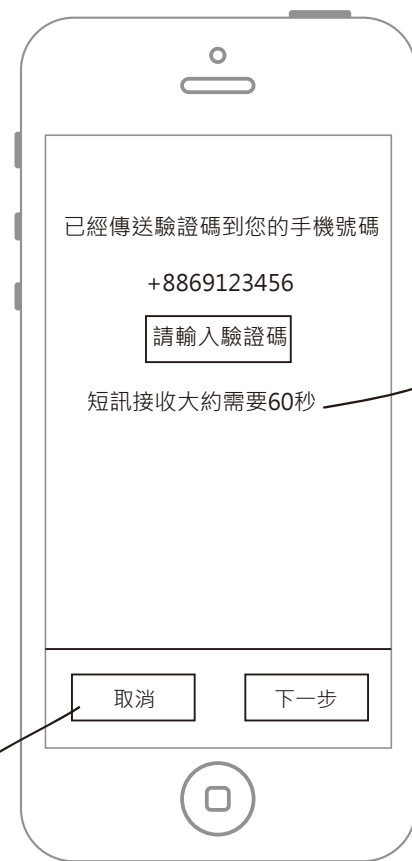 已經傳送驗證碼到您的手機號碼
+8869123456
請輸入驗證碼
短訊接收大約需要60秒
取消
下一步